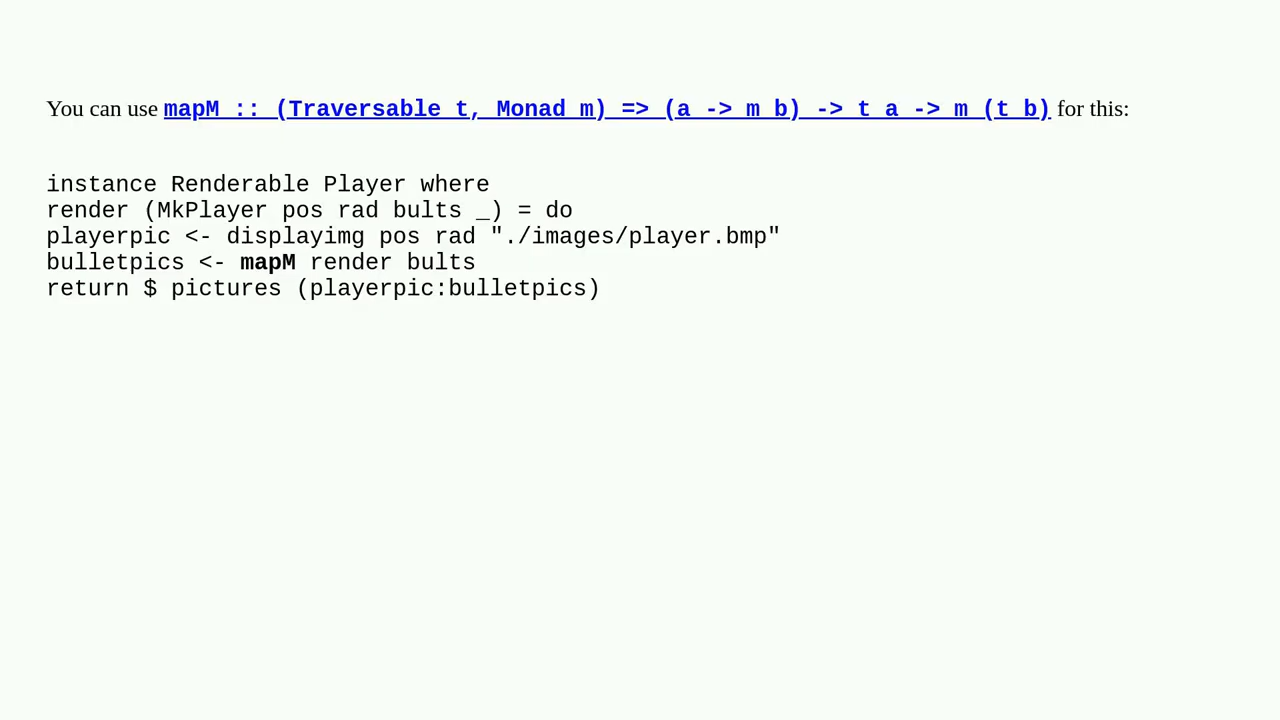 You can use mapM :: (Traversable t, Monad m) => (a -> m b) -> t a -> m (t b) for this:
instance Renderable Player where
render (MkPlayer pos rad bults _) = do
playerpic <- displayimg pos rad "./images/player.bmp"
bulletpics <- mapM render bults
return $ pictures (playerpic:bulletpics)